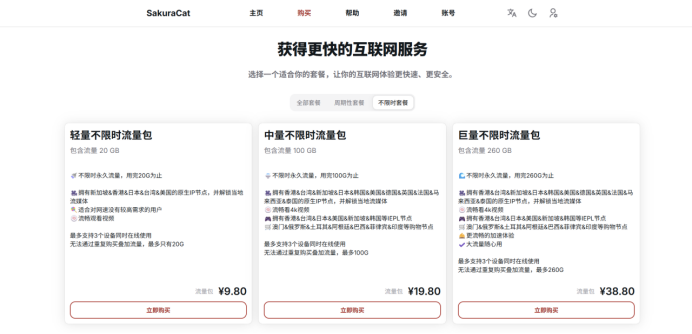 SakuraCat 主页 购买 帮助 邀请 账号
获得更快的互联网服务
选择一个适合你的套餐，让你的互联网体验更快速、更安全。
全部套餐 周期性套餐 不限时套餐
轻量不限时流量包
包含流量 20 GB
不限时永久流量，用完20G为止
拥有新加坡&香港&日本&台湾&美国的原生IP节点，并解锁当地
流媒体
适合对网速没有较高需求的用户
流畅观看视频
最多支持3个设备同时在线使用
无法通过重复购买叠加流量，最多只有20G
流量包 ¥9.80
立即购买
中量不限时流量包
包含流量 100 GB
不限时永久流量，用完100G为止
拥有香港&台湾&新加坡&日本&韩国&美国&德国&英国&法国&马
来西亚&泰国的原生IP节点，并解锁当地流媒体
流畅看4k视频
拥有香港&台湾&日本&美国&新加坡&韩国等IEPL节点
澳门&俄罗斯&土耳其&阿根廷&巴西&菲律宾&印度等购物节点
最多支持3个设备同时在线使用
无法通过重复购买叠加流量，最多100G
流量包 ¥19.80
立即购买
巨量不限时流量包
包含流量 260 GB
不限时永久流量，用完260G为止
拥有香港&台湾&新加坡&日本&韩国&美国&德国&英国&法国&马
来西亚&泰国的原生IP节点，并解锁当地流媒体
流畅看4k视频
拥有香港&台湾&日本&美国&新加坡&韩国等IEPL节点
澳门&俄罗斯&土耳其&阿根廷&巴西&菲律宾&印度等购物节点
更流畅的加速体验
大流量随心用
最多支持3个设备同时在线使用
无法通过重复购买叠加流量，最多260G
流量包 ¥38.80
立即购买